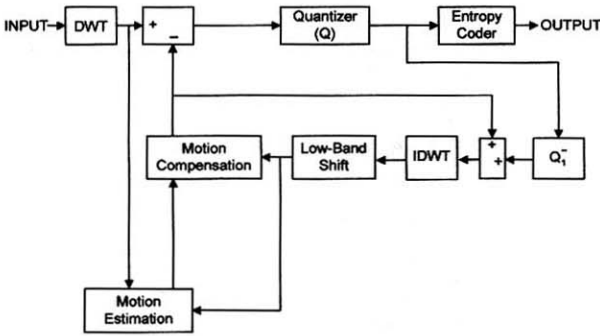 INPUT
DWT
+
−
Quantizer
(Q)
Entropy
Coder
OUTPUT
Motion
Compensation
Low-Band
Shift
IDWT
+
+
Q₁⁻
Motion
Estimation